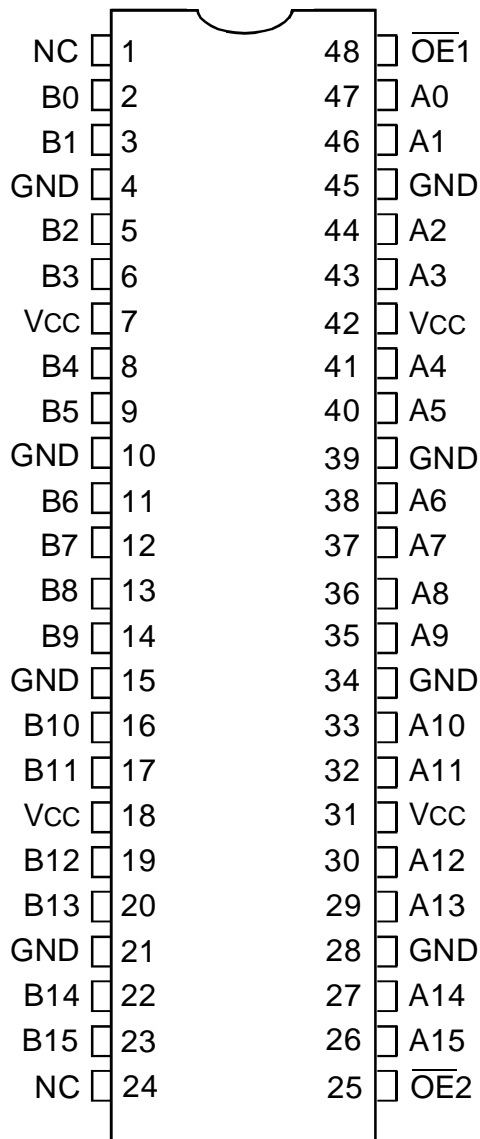 NC 1 48 O̅E̅1
B0 2 47 A0
B1 3 46 A1
GND 4 45 GND
B2 5 44 A2
B3 6 43 A3
VCC 7 42 VCC
B4 8 41 A4
B5 9 40 A5
GND 10 39 GND
B6 11 38 A6
B7 12 37 A7
B8 13 36 A8
B9 14 35 A9
GND 15 34 GND
B10 16 33 A10
B11 17 32 A11
VCC 18 31 VCC
B12 19 30 A12
B13 20 29 A13
GND 21 28 GND
B14 22 27 A14
B15 23 26 A15
NC 24 25 O̅E̅2